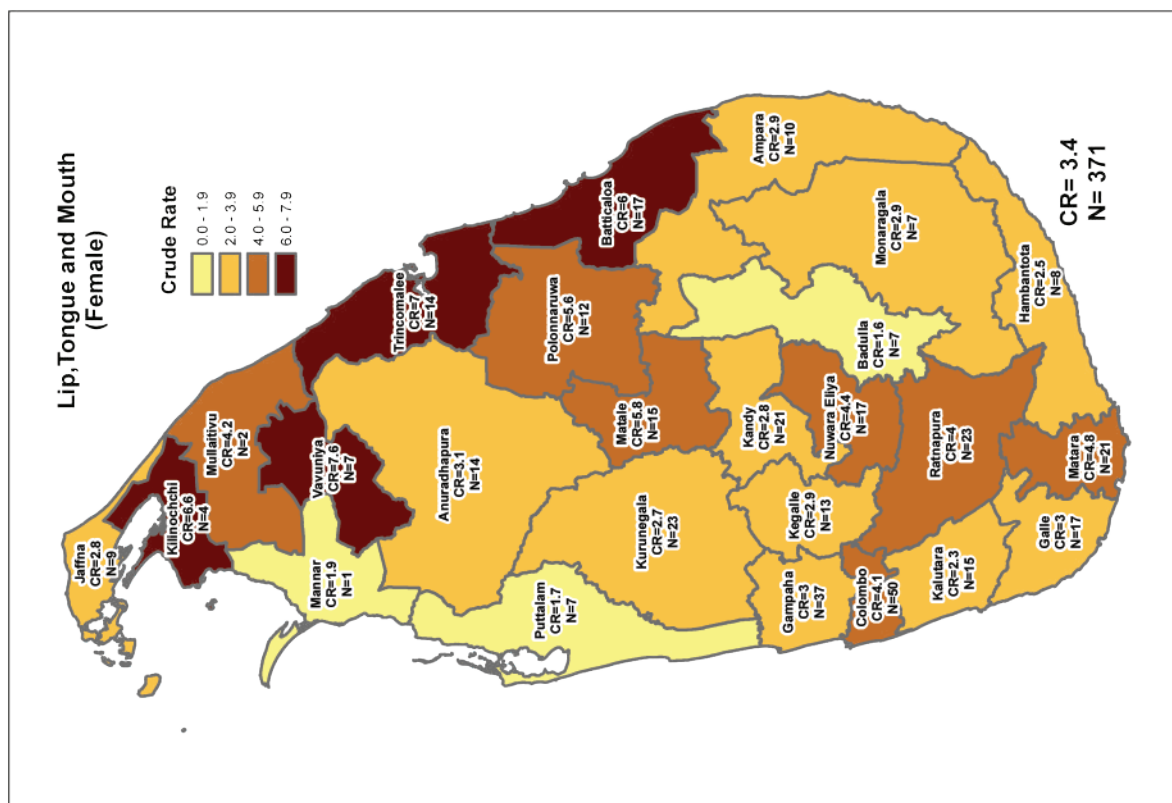 Lip,Tongue and Mouth
(Female)
Crude Rate
0.0 - 1.9
2.0 - 3.9
4.0 - 5.9
6.0 - 7.9
Jaffna
CR=2.8
N=9
Kilinochchi
CR=6.6
N=4
Mullaitivu
CR=4.2
N=2
Mannar
CR=1.9
N=1
Vavuniya
CR=7.6
N=7
Trincomalee
CR=7
N=14
Anuradhapura
CR=3.1
N=14
Puttalam
CR=1.7
N=7
Polonnaruwa
CR=5.6
N=12
Batticaloa
CR=6
N=17
Kurunegala
CR=2.7
N=23
Matale
CR=5.8
N=15
Kandy
CR=2.8
N=21
Ampara
CR=2.9
N=10
Gampaha
CR=3
N=37
Kegalle
CR=2.9
N=13
Nuwara Eliya
CR=4.4
N=17
Badulla
CR=1.6
N=7
Monaragala
CR=2.9
N=7
Colombo
CR=4.1
N=50
Kalutara
CR=2.3
N=15
Ratnapura
CR=4
N=23
Hambantota
CR=2.5
N=8
Galle
CR=3
N=17
Matara
CR=4.8
N=21
CR= 3.4
N= 371